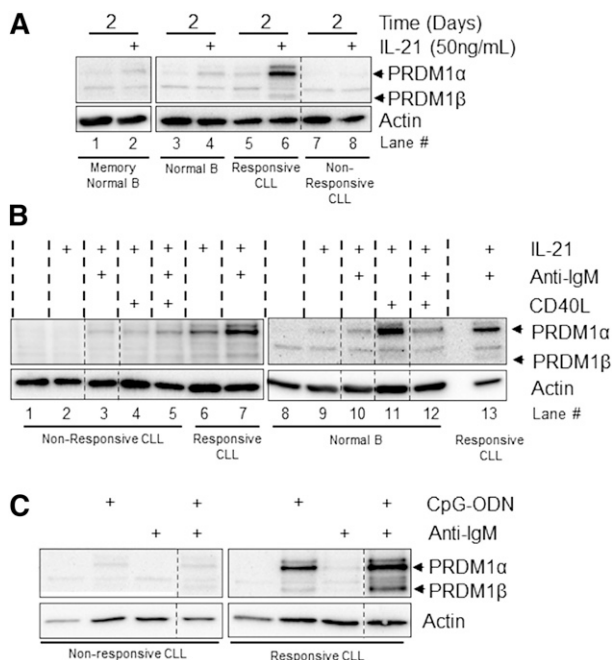 A
Time (Days) 2 2 2 2
IL-21 (50ng/mL) + + + +
PRDM1α
PRDM1β
Actin
1 2 3 4 5 6 7 8 Lane #
Memory Normal B
Normal B
Responsive CLL
Non-Responsive CLL
B
+ + + + + + + + + + + IL-21
+ + + + + + Anti-IgM
+ + + + CD40L
PRDM1α
PRDM1β
Actin
1 2 3 4 5 6 7 8 9 10 11 12 13 Lane #
Non-Responsive CLL
Responsive CLL
Normal B
Responsive CLL
C
+ + + + CpG-ODN
+ + + + Anti-IgM
PRDM1α
PRDM1β
Actin
Non-responsive CLL
Responsive CLL